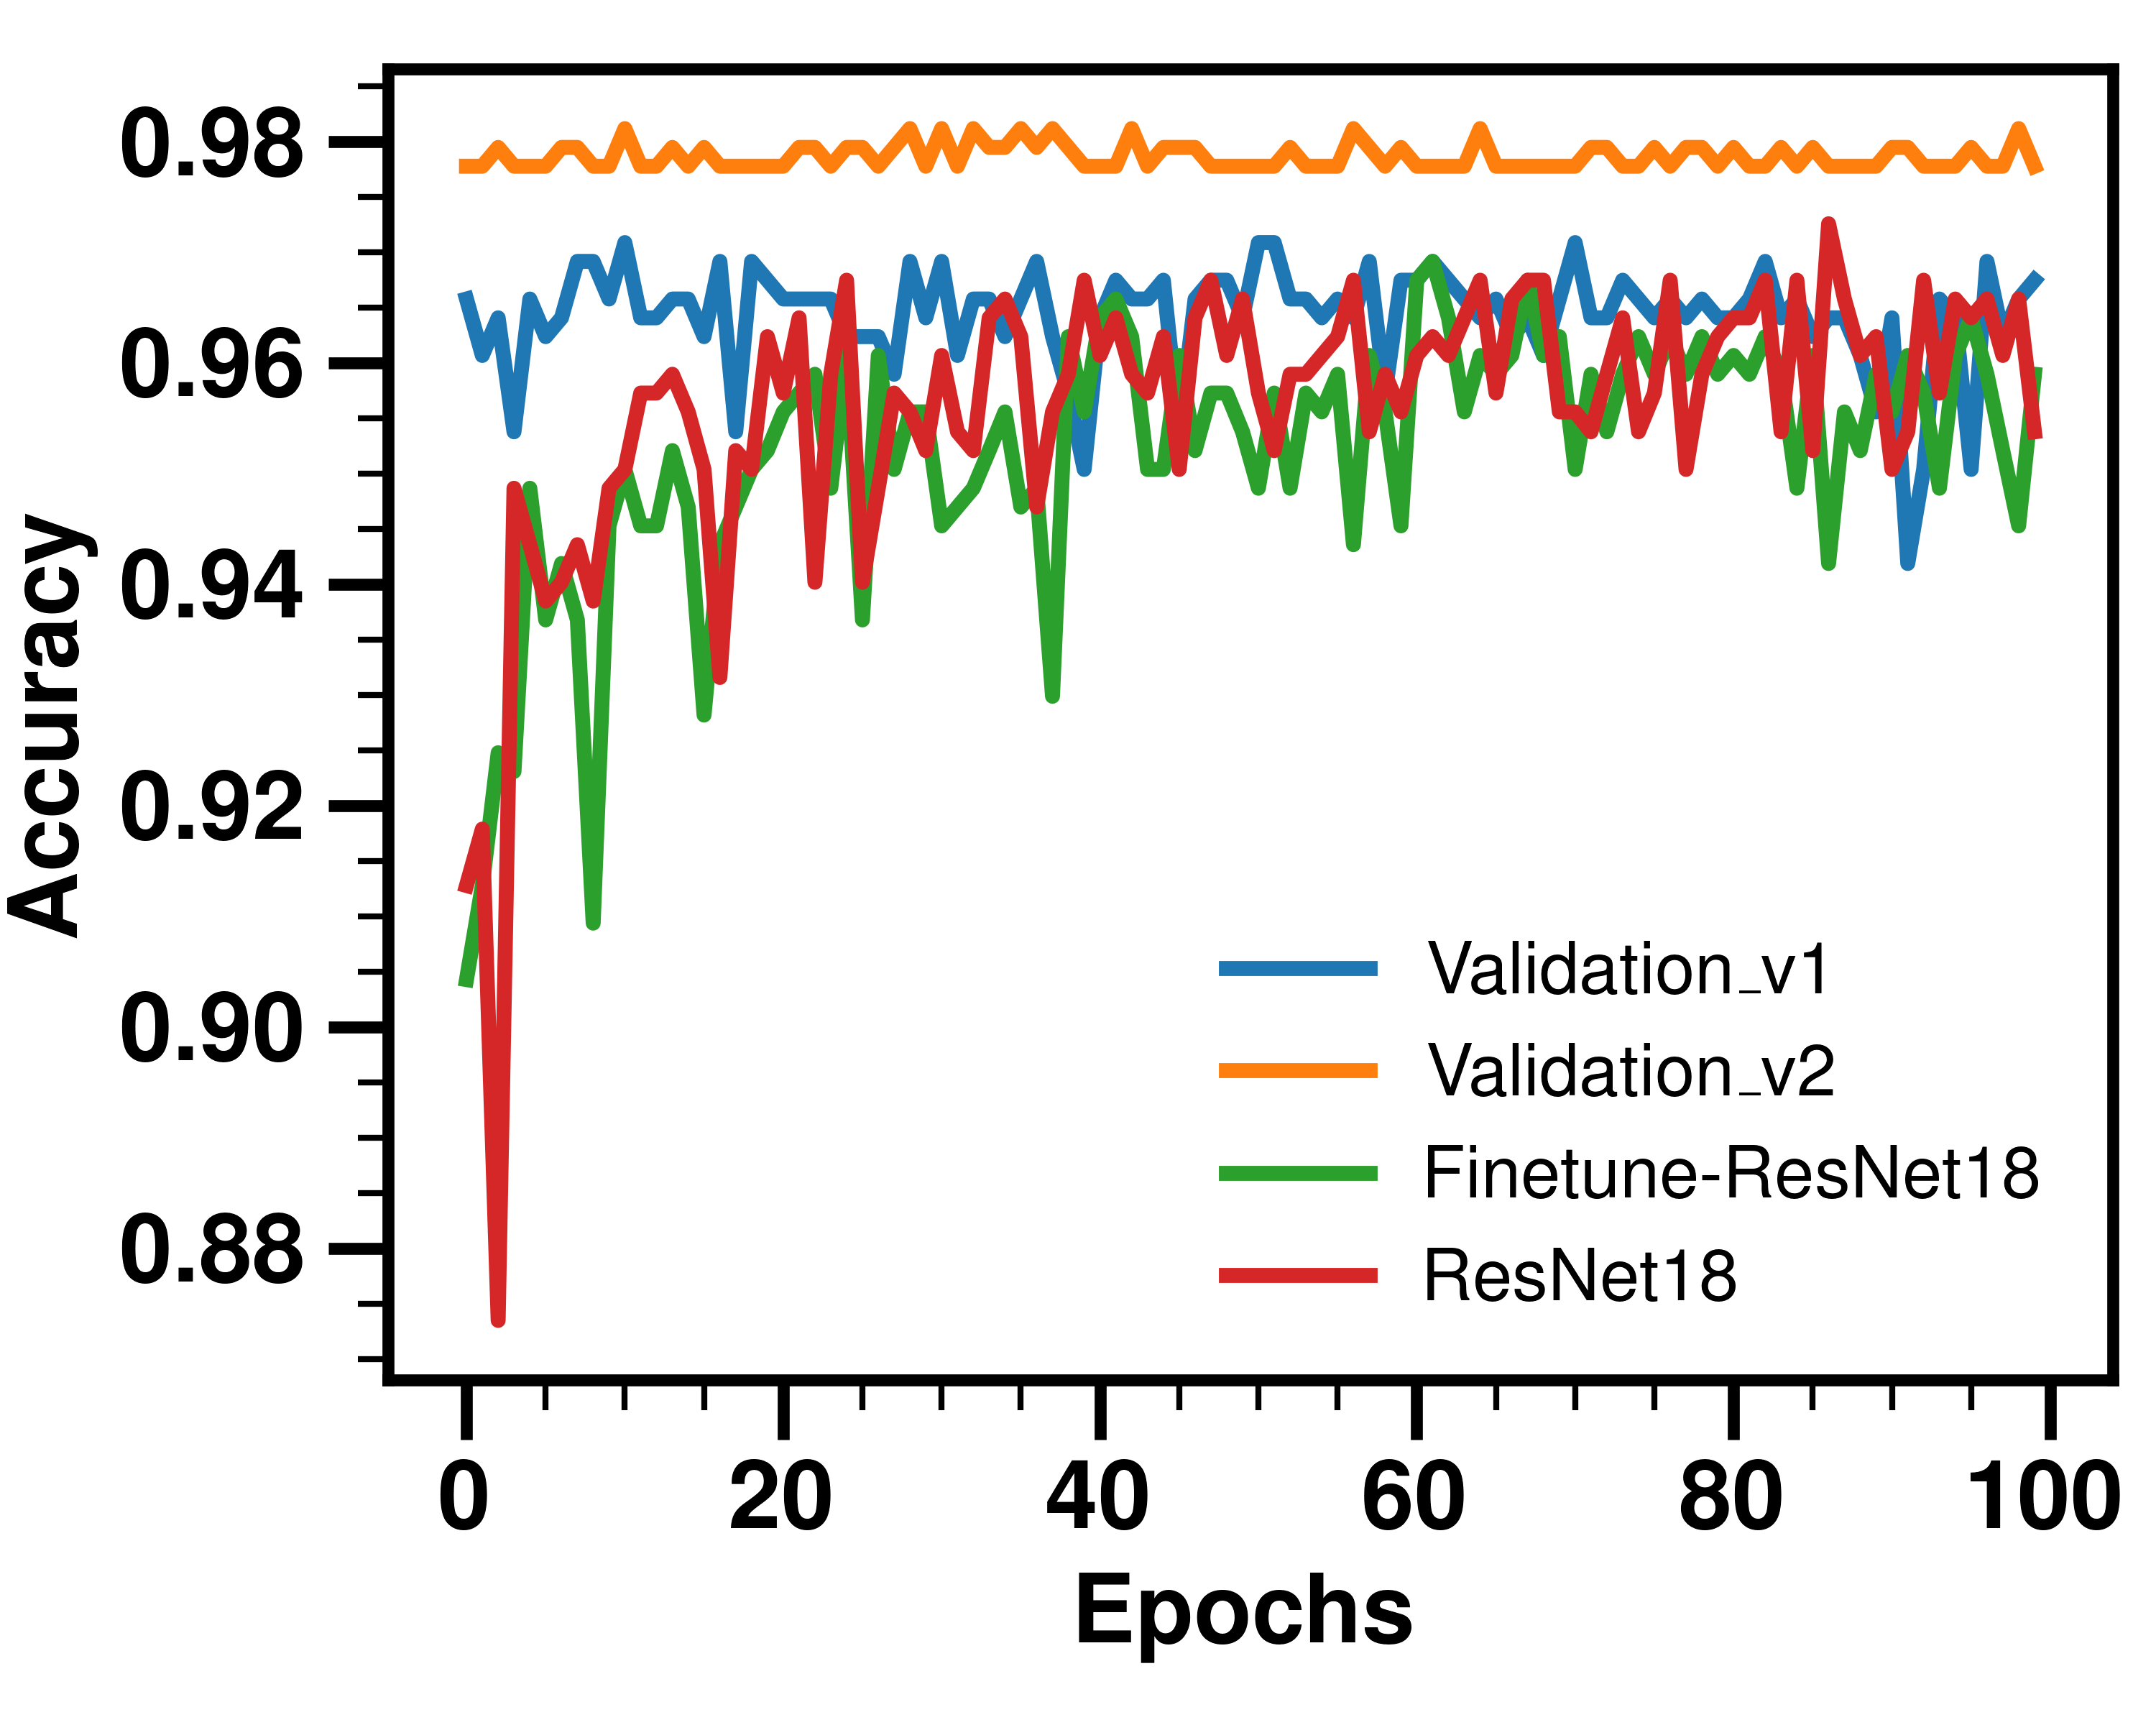 0.98
0.96
0.94
0.92
0.90
0.88
Accuracy
Validation_v1
Validation_v2
Finetune-ResNet18
ResNet18
0 20 40 60 80 100
Epochs